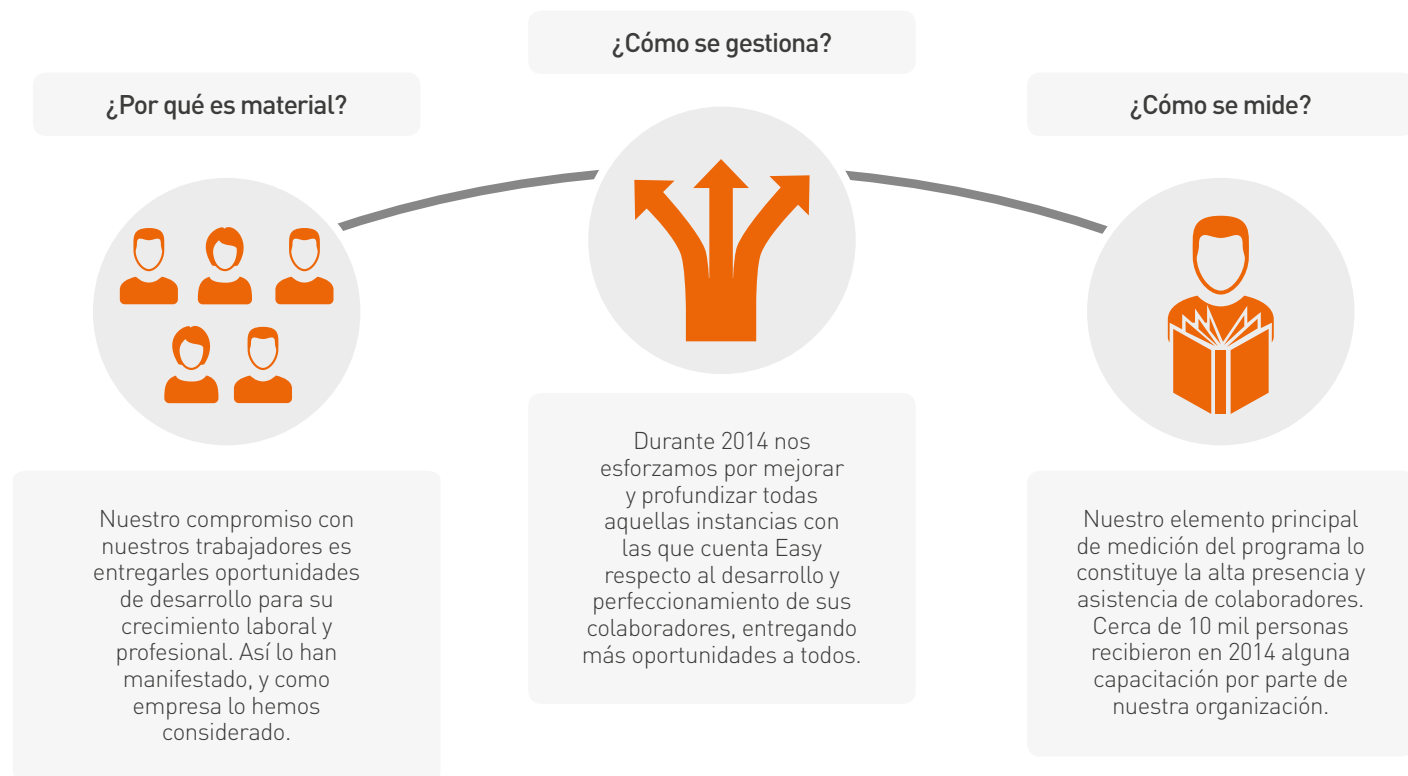 ¿Por qué es material?
Nuestro compromiso con
nuestros trabajadores es
entregarles oportunidades
de desarrollo para su
crecimiento laboral y
profesional. Así lo han
manifestado, y como
empresa lo hemos
considerado.
¿Cómo se gestiona?
Durante 2014 nos
esforzamos por mejorar
y profundizar todas
aquellas instancias con
las que cuenta Easy
respecto al desarrollo y
perfeccionamiento de sus
colaboradores, entregando
más oportunidades a todos.
¿Cómo se mide?
Nuestro elemento principal
de medición del programa lo
constituye la alta presencia y
asistencia de colaboradores.
Cerca de 10 mil personas
recibieron en 2014 alguna
capacitación por parte de
nuestra organización.